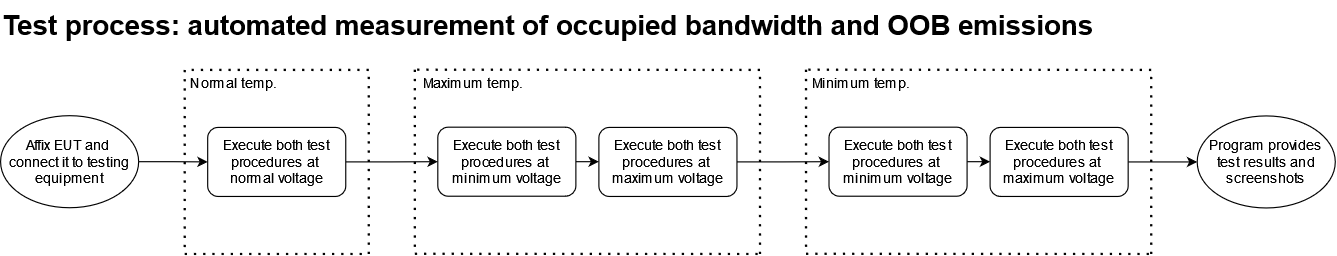 Test process: automated measurement of occupied bandwidth and OOB emissions
Normal temp.
Maximum temp.
Minimum temp.
Affix EUT and
connect it to testing
equipment
Execute both test
procedures at
normal voltage
Execute both test
procedures at
minimum voltage
Execute both test
procedures at
maximum voltage
Execute both test
procedures at
minimum voltage
Execute both test
procedures at
maximum voltage
Program provides
test results and
screenshots